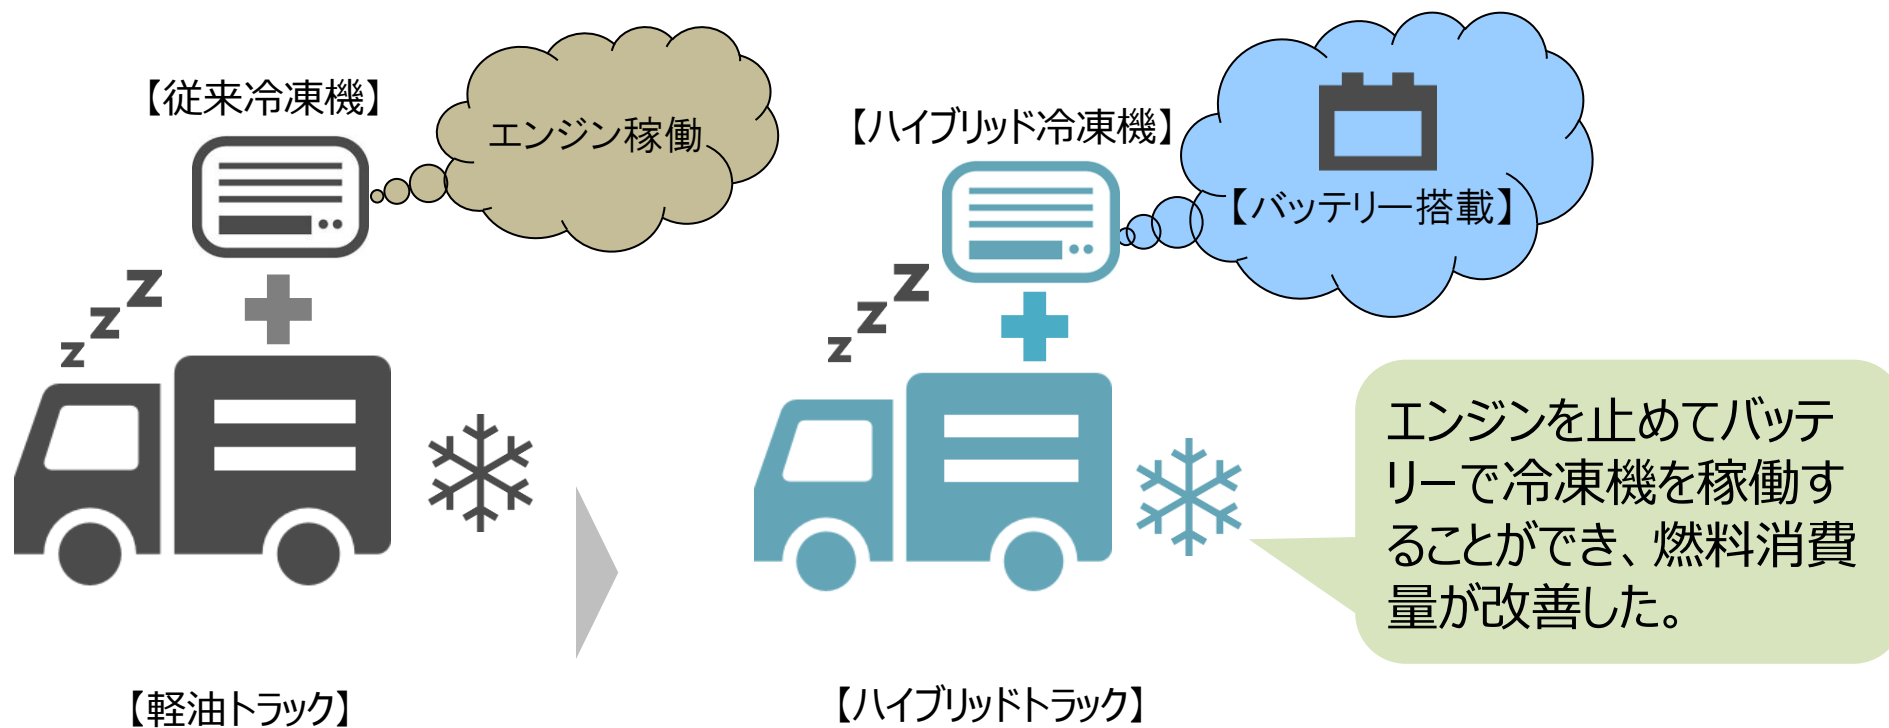 【従来冷凍機】
エンジン稼働
zzz
【軽油トラック】
【ハイブリッド冷凍機】
【バッテリー搭載】
zzz
エンジンを止めてバッテ
リーで冷凍機を稼働す
ることができ、燃料消費
量が改善した。
【ハイブリッドトラック】